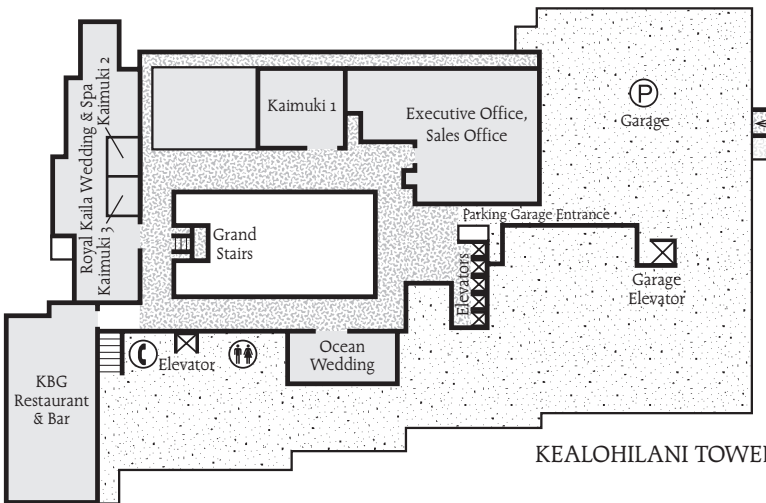 Royal Kaila Wedding & Spa
Kaimuki 2
Kaimuki 3
Kaimuki 1
Executive Office,
Sales Office
P
Garage
Parking Garage Entrance
Grand
Stairs
Elevators
Garage
Elevator
Elevator
Ocean
Wedding
KBG
Restaurant
& Bar
KEALOHILANI TOWE